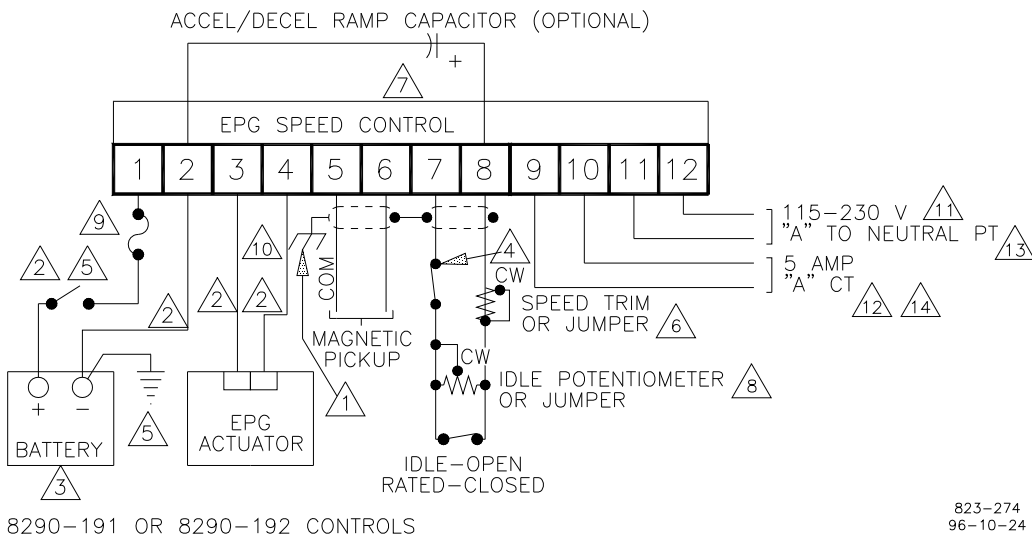 ACCEL/DECEL RAMP CAPACITOR (OPTIONAL)
+
7
EPG SPEED CONTROL
1 2 3 4 5 6 7 8 9 10 11 12
9
115-230 V 11
"A" TO NEUTRAL PT 13
5 AMP
"A" CT 12 14
10
4
2 5
2
2 2
COM
CW
SPEED TRIM
OR JUMPER 6
MAGNETIC
PICKUP
CW
IDLE POTENTIOMETER
OR JUMPER 8
1
+ -
5
BATTERY
EPG
ACTUATOR
3
IDLE-OPEN
RATED-CLOSED
8290-191 OR 8290-192 CONTROLS
823-274
96-10-24